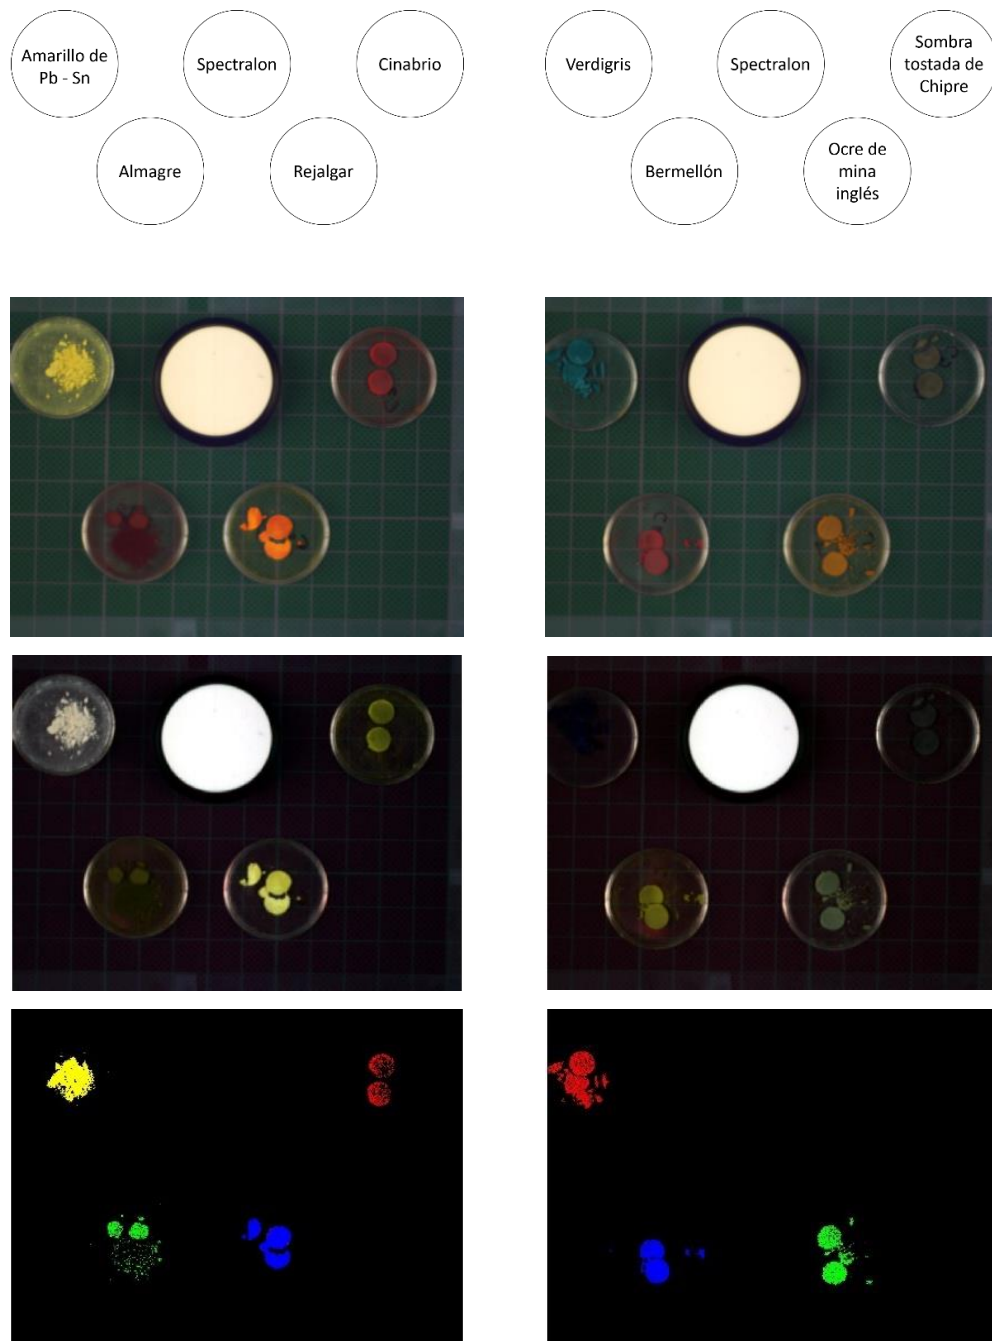 Amarillo de
Pb - Sn
Spectralon
Cinabrio
Almagre
Rejalgar
Verdigris
Spectralon
Sombra
tostada de
Chipre
Bermellón
Ocre de
mina
inglés